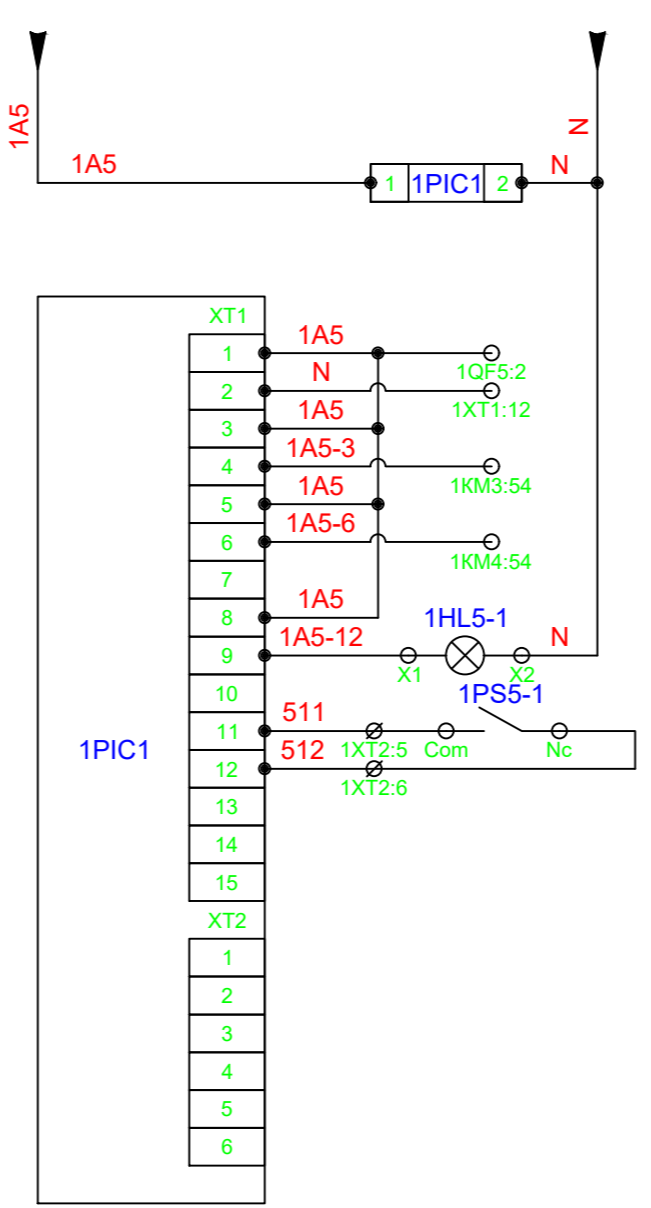 1A5
N
1A5
1
1PIC1
2
N
XT1
1
1A5
1QF5:2
2
N
1XT1:12
3
1A5
4
1A5-3
1KM3:54
5
1A5
6
1A5-6
1KM4:54
7
8
1A5
1HL5-1
9
1A5-12
X1
X2
N
10
1PS5-1
11
511
1XT2:5
Com
Nc
1PIC1
12
512
1XT2:6
13
14
15
XT2
1
2
3
4
5
6